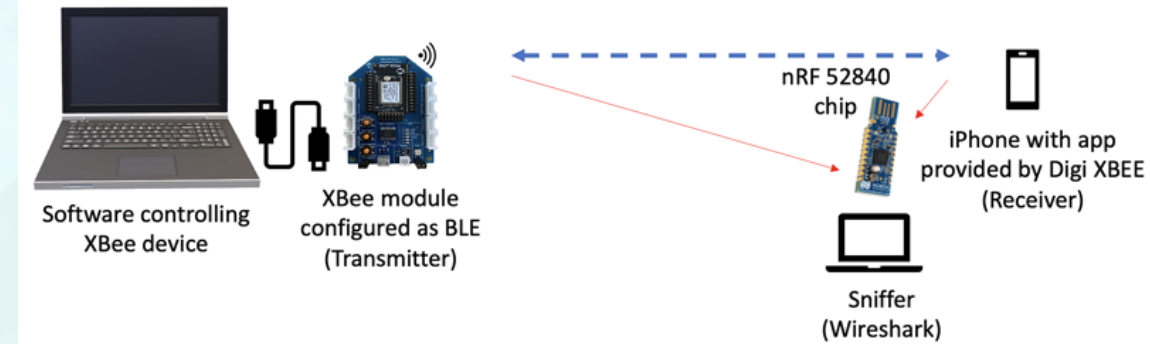 nRF 52840
chip
iPhone with app
provided by Digi XBEE
(Receiver)
Software controlling
XBee device
XBee module
configured as BLE
(Transmitter)
Sniffer
(Wireshark)